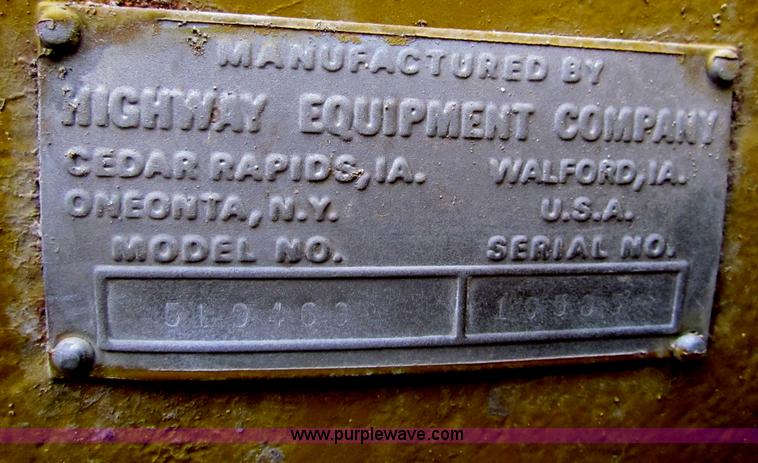 MANUFACTURED BY
HIGHWAY EQUIPMENT COMPANY
CEDAR RAPIDS, IA. WALFORD, IA.
ONEONTA, N.Y. U.S.A.
MODEL NO. SERIAL NO.
www.purplewave.com